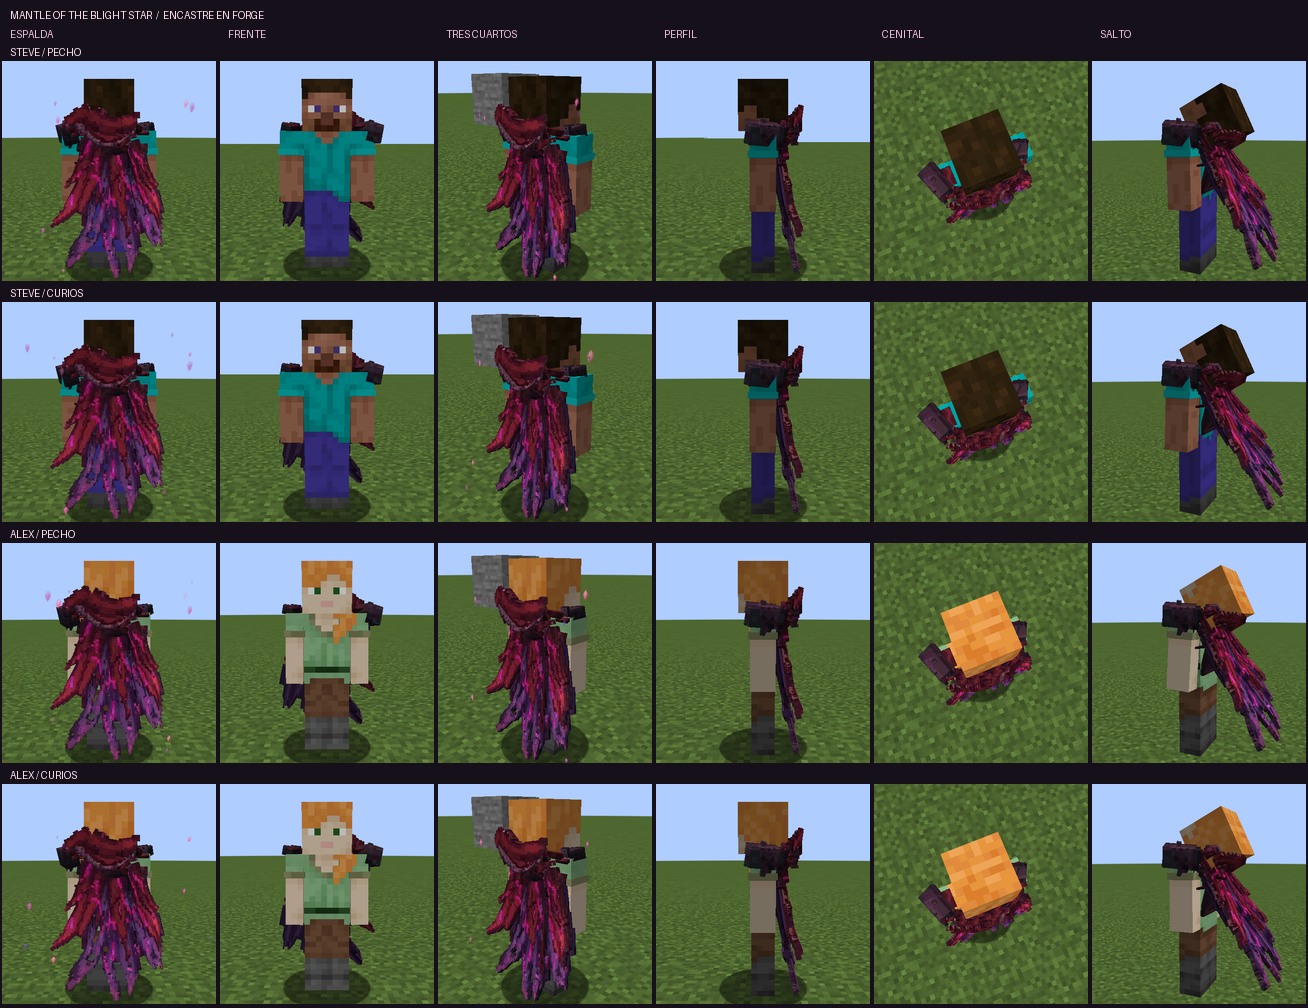 MANTLE OF THE BLIGHT STAR / ENCASTRE EN FORGE
ESPALDA FRENTE TRES CUARTOS PERFIL CENITAL SALTO
STEVE / PECHO
STEVE / CURIOS
ALEX / PECHO
ALEX / CURIOS